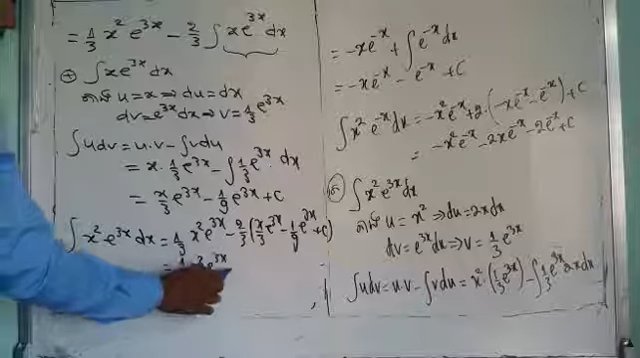 = 1/3 x² e^3x - 2/3 ∫ x e^3x dx
∫ x e^3x dx
u = x ⇒ du = dx
dv = e^3x dx ⇒ v = 1/3 e^3x
∫ u dv = u·v - ∫ v du
= x · 1/3 e^3x - ∫ 1/3 e^3x · dx
= x/3 e^3x - 1/9 e^3x + c
∫ x² e^3x dx = 1/3 x² e^3x - 2/3 (x/3 e^3x - 1/9 e^3x + c)
= -x e^-x + ∫ e^-x dx
= -x e^-x - e^-x + c
∫ x² e^-x dx = -x² e^-x + 2·(-x e^-x - e^-x) + c
= -x² e^-x - 2x e^-x - 2e^-x + c
∫ x² e^3x dx
u = x² ⇒ du = 2x dx
dv = e^3x dx ⇒ v = 1/3 e^3x
∫ u dv = u·v - ∫ v du = x² · (1/3 e^3x) - ∫ 1/3 e^3x 2x dx